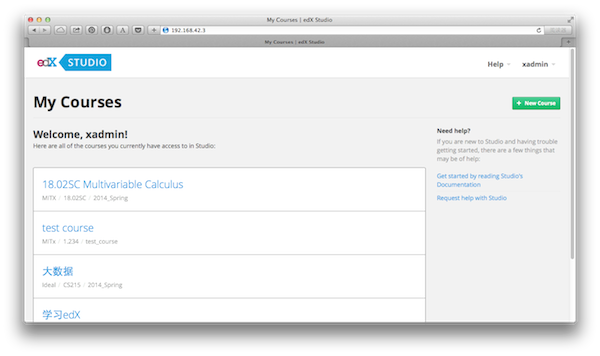 My Courses | edX Studio
192.168.42.3
My Courses | edX Studio
edX STUDIO
Help
xadmin
My Courses
+ New Course
Welcome, xadmin!
Here are all of the courses you currently have access to in Studio:
18.02SC Multivariable Calculus
MITX / 18.02SC / 2014_Spring
test course
MITx / 1.234 / test_course
大数据
Ideal / CS215 / 2014_Spring
学习edX
Need help?
If you are new to Studio and having trouble
getting started, there are a few things that
may be of help:
Get started by reading Studio's
Documentation
Request help with Studio